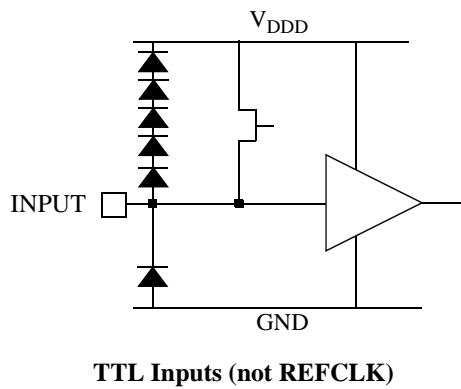 V_DDD
INPUT
GND
TTL Inputs (not REFCLK)